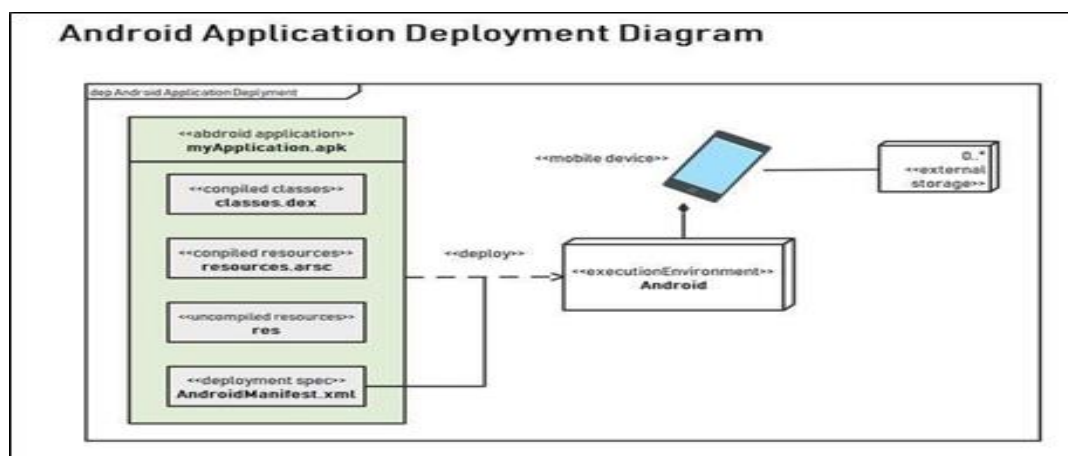 Android Application Deployment Diagram
dep Android Application Deplyment
<<abdroid application>>
myApplication.apk
<<conpiled classes>>
classes.dex
<<conpiled resources>>
resources.arsc
<<uncompiled resources>>
res
<<deployment spec>>
AndroidManifest.xml
<<deploy>>
<<mobile device>>
<<executionEnvironment>>
Android
0..*
<<external
storage>>